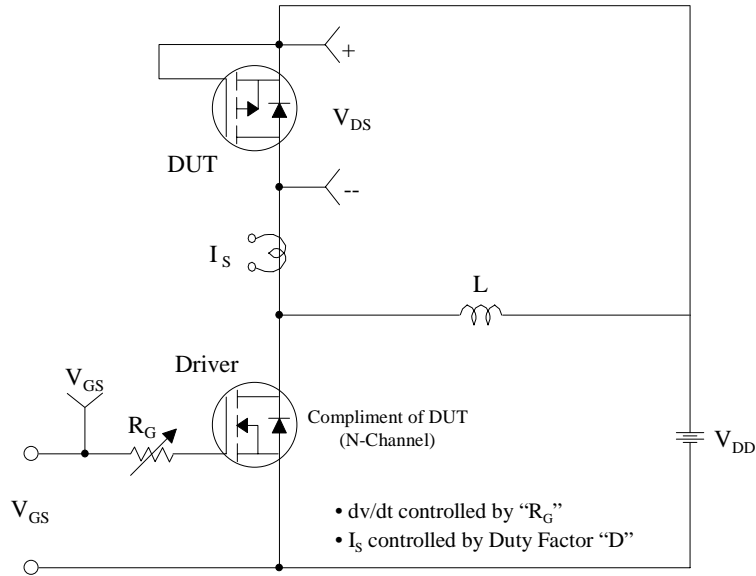 +
V_DS
DUT
--
I_S
L
Driver
V_GS
R_G
Compliment of DUT
(N-Channel)
V_DD
V_GS
• dv/dt controlled by “R_G”
• I_S controlled by Duty Factor “D”